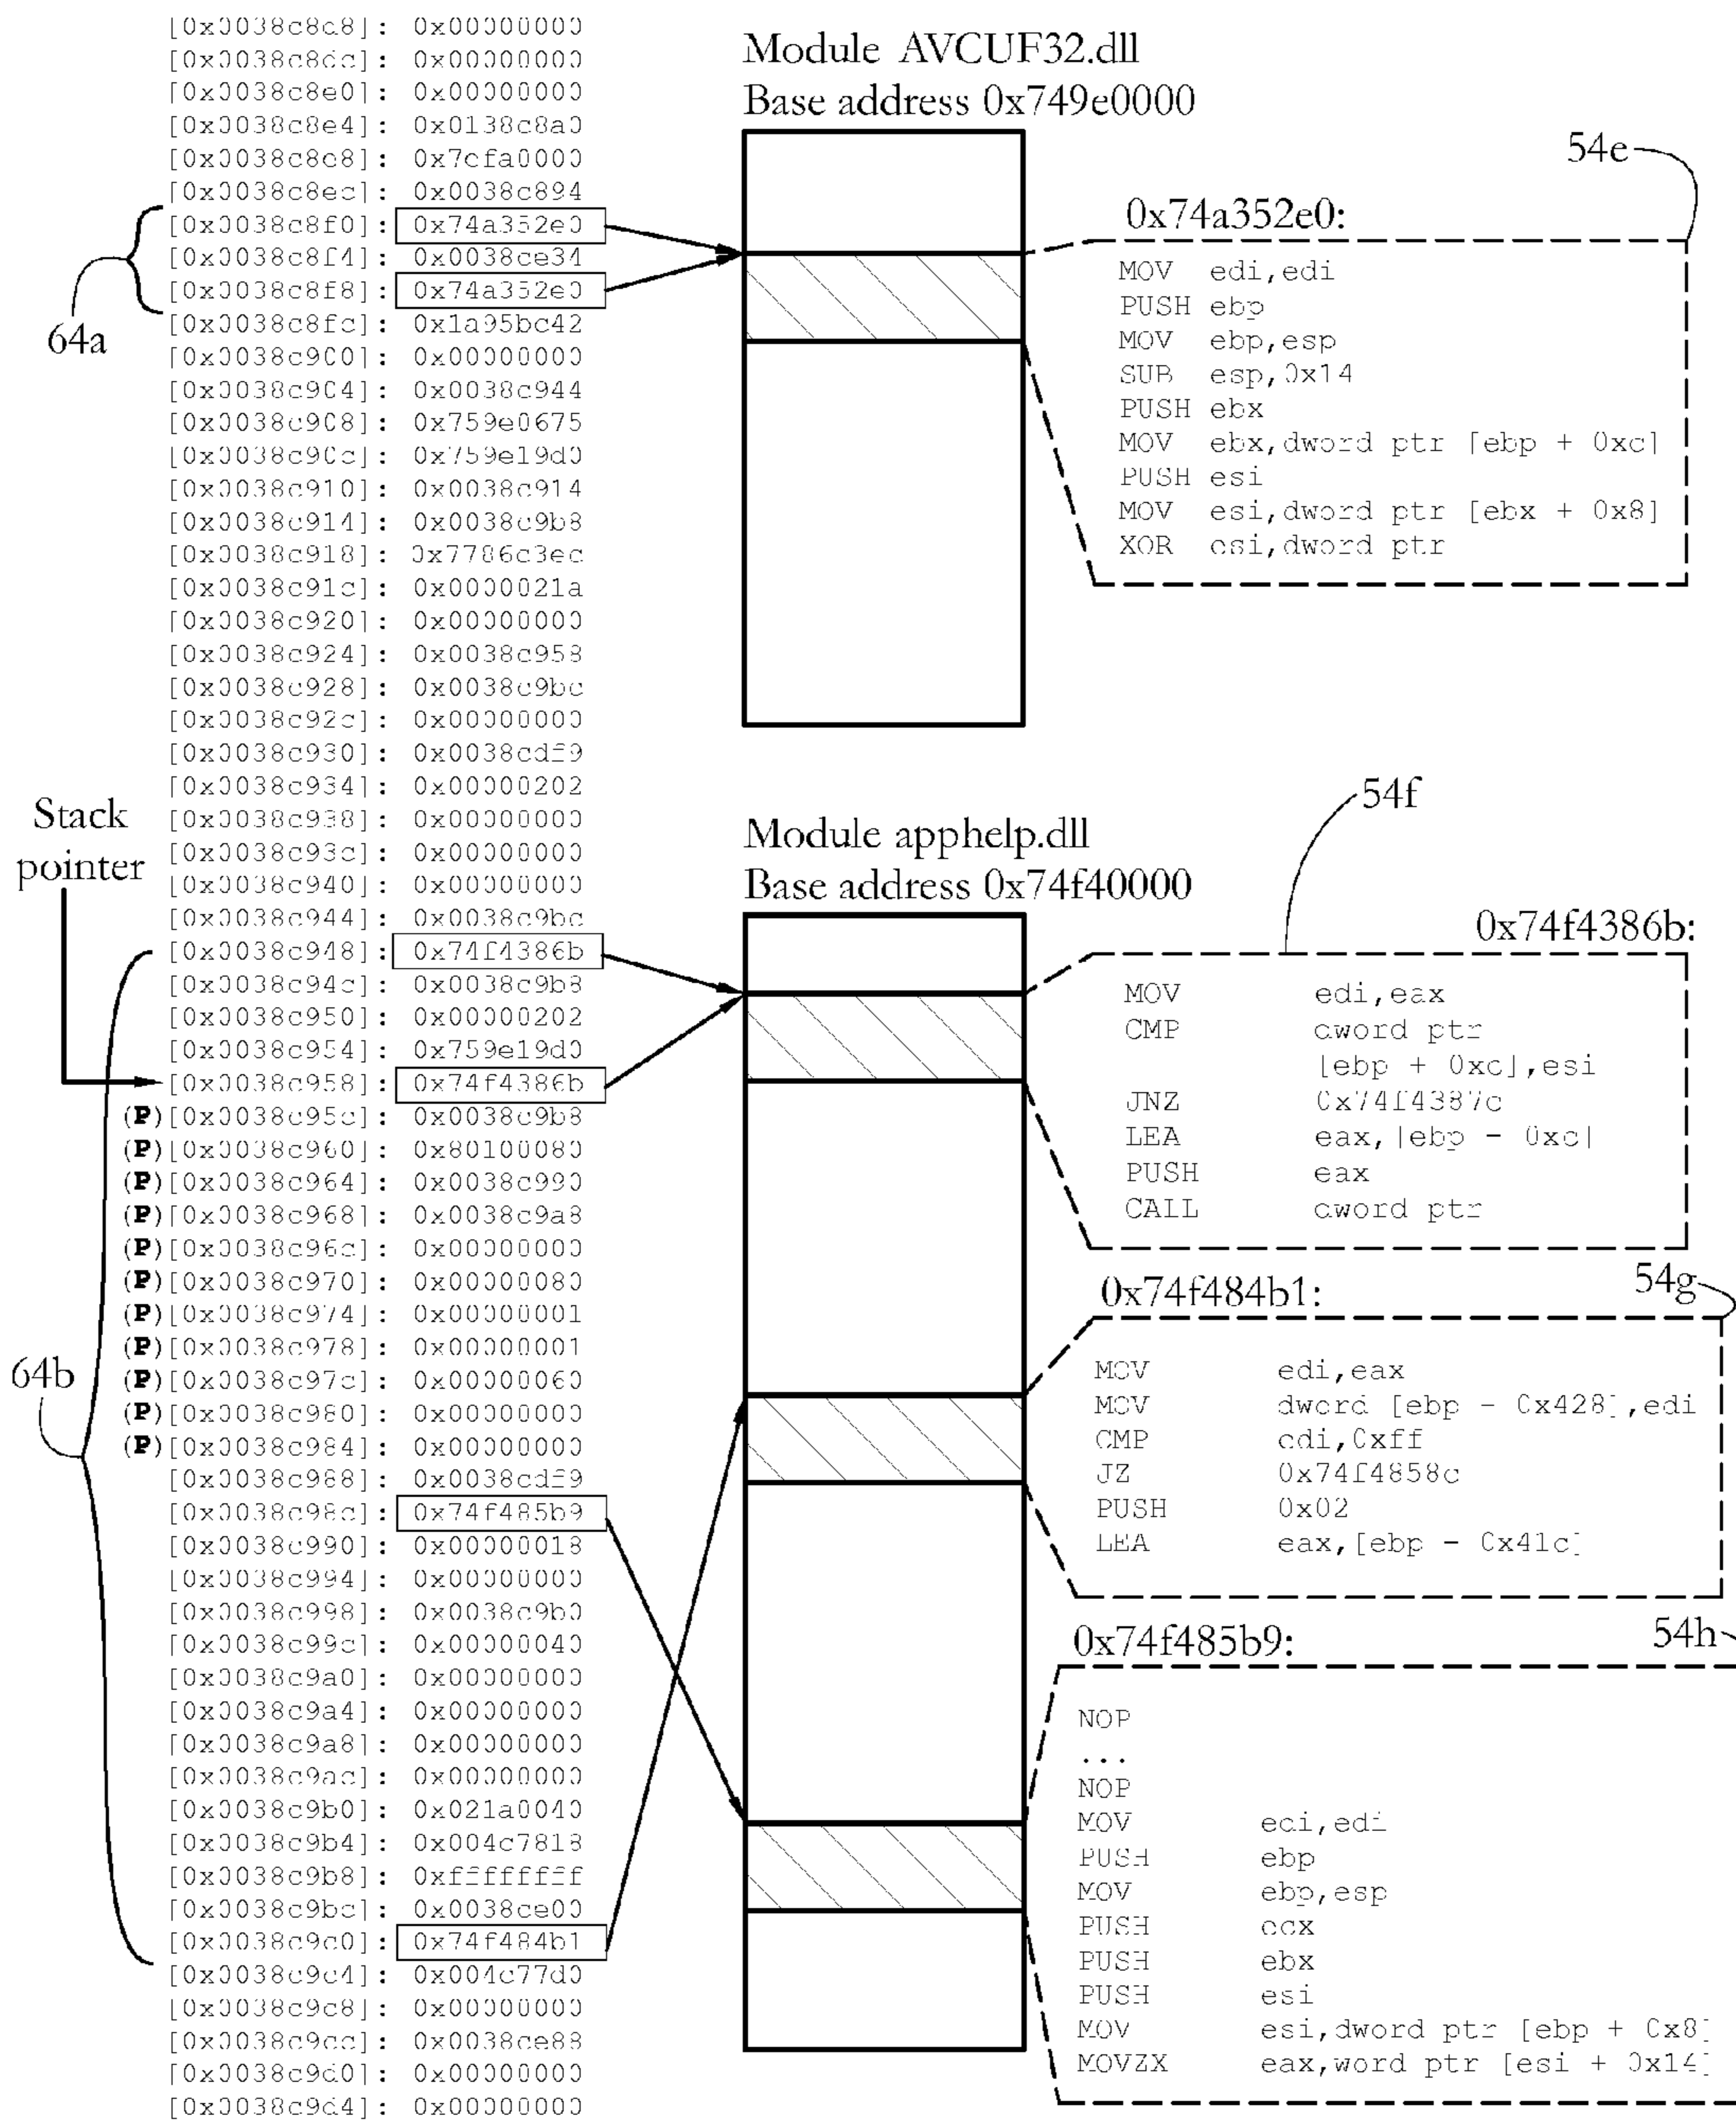 [0x0038c8d8]: 0x00000000
[0x0038c8dc]: 0x00000000
[0x0038c8e0]: 0x00000000
[0x0038c8e4]: 0x0138c8a0
[0x0038c8e8]: 0x7efa0000
[0x0038c8ec]: 0x0038c894
[0x0038c8f0]: 0x74a352e0
[0x0038c8f4]: 0x0038ce34
[0x0038c8f8]: 0x74a352e0
[0x0038c8fc]: 0x1a95bc42
[0x0038c900]: 0x00000000
[0x0038c904]: 0x0038c944
[0x0038c908]: 0x759e0675
[0x0038c90c]: 0x759e19d0
[0x0038c910]: 0x0038c914
[0x0038c914]: 0x0038c9b8
[0x0038c918]: 0x7786c3ec
[0x0038c91c]: 0x0000021a
[0x0038c920]: 0x00000000
[0x0038c924]: 0x0038c958
[0x0038c928]: 0x0038c9bc
[0x0038c92c]: 0x00000000
[0x0038c930]: 0x0038cdf9
[0x0038c934]: 0x00000202
[0x0038c938]: 0x00000000
[0x0038c93c]: 0x00000000
[0x0038c940]: 0x00000000
[0x0038c944]: 0x0038c9bc
[0x0038c948]: 0x74f4386b
[0x0038c94c]: 0x0038c9b8
[0x0038c950]: 0x00000202
[0x0038c954]: 0x759e19d0
[0x0038c958]: 0x74f4386b
(P)[0x0038c95c]: 0x0038c9b8
(P)[0x0038c960]: 0x80100080
(P)[0x0038c964]: 0x0038c990
(P)[0x0038c968]: 0x0038c9a8
(P)[0x0038c96c]: 0x00000000
(P)[0x0038c970]: 0x00000080
(P)[0x0038c974]: 0x00000001
(P)[0x0038c978]: 0x00000001
(P)[0x0038c97c]: 0x00000060
(P)[0x0038c980]: 0x00000000
(P)[0x0038c984]: 0x00000000
[0x0038c988]: 0x0038cdf9
[0x0038c98c]: 0x74f485b9
[0x0038c990]: 0x00000018
[0x0038c994]: 0x00000000
[0x0038c998]: 0x0038c9b0
[0x0038c99c]: 0x00000040
[0x0038c9a0]: 0x00000000
[0x0038c9a4]: 0x00000000
[0x0038c9a8]: 0x00000000
[0x0038c9ac]: 0x00000000
[0x0038c9b0]: 0x021a0040
[0x0038c9b4]: 0x004c7818
[0x0038c9b8]: 0xffffffff
[0x0038c9bc]: 0x0038ce00
[0x0038c9c0]: 0x74f484b1
[0x0038c9c4]: 0x004c77d0
[0x0038c9c8]: 0x00000000
[0x0038c9cc]: 0x0038ce88
[0x0038c9d0]: 0x00000000
[0x0038c9d4]: 0x00000000
64a
Stack
pointer
64b
Module AVCUF32.dll
Base address 0x749e0000
54e
0x74a352e0:
MOV edi,edi
PUSH ebp
MOV ebp,esp
SUB esp,0x14
PUSH ebx
MOV ebx,dword ptr [ebp + 0xc]
PUSH esi
MOV esi,dword ptr [ebx + 0x8]
XOR esi,dword ptr
Module apphelp.dll
Base address 0x74f40000
54f
0x74f4386b:
MOV edi,eax
CMP dword ptr
[ebp + 0xc],esi
JNZ 0x74f4387c
LEA eax,[ebp - 0xc]
PUSH eax
CALL dword ptr
54g
0x74f484b1:
MOV edi,eax
MOV dword [ebp - 0x428],edi
CMP edi,0xff
JZ 0x74f4858c
PUSH 0x02
LEA eax,[ebp - 0x41c]
54h
0x74f485b9:
NOP
...
NOP
MOV edi,edi
PUSH ebp
MOV ebp,esp
PUSH ecx
PUSH ebx
PUSH esi
MOV esi,dword ptr [ebp + 0x8]
MOVZX eax,word ptr [esi + 0x14]